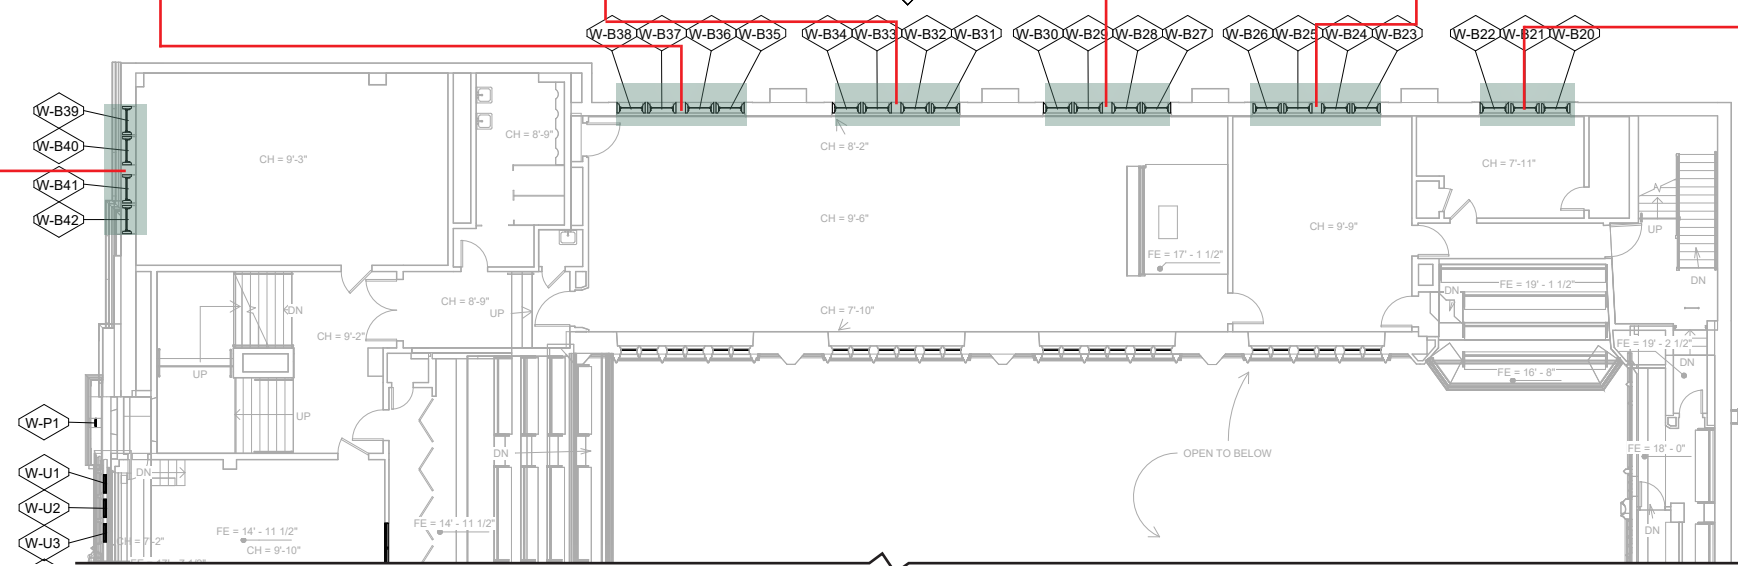 W-B38 W-B37 W-B36 W-B35 W-B34 W-B33 W-B32 W-B31 W-B30 W-B29 W-B28 W-B27 W-B26 W-B25 W-B24 W-B23 W-B22 W-B21 W-B20
W-B39
W-B40
W-B41
W-B42
CH = 9'-3"
CH = 8'-9"
CH = 8'-2"
CH = 7'-11"
CH = 9'-6"
CH = 9'-9"
UP
FE = 17' - 1 1/2"
DN
FE = 19' - 1 1/2"
DN
CH = 8'-9"
UP
CH = 7'-10"
DN
CH = 9'-2"
FE = 19' - 2 1/2"
DN
UP
FE = 16' - 8"
W-P1
UP
DN
OPEN TO BELOW
FE = 18' - 0"
W-U1
DN
W-U2
W-U3
FE = 14' - 11 1/2"
FE = 14' - 11 1/2"
DN
CH = 7'-2"
CH = 9'-10"